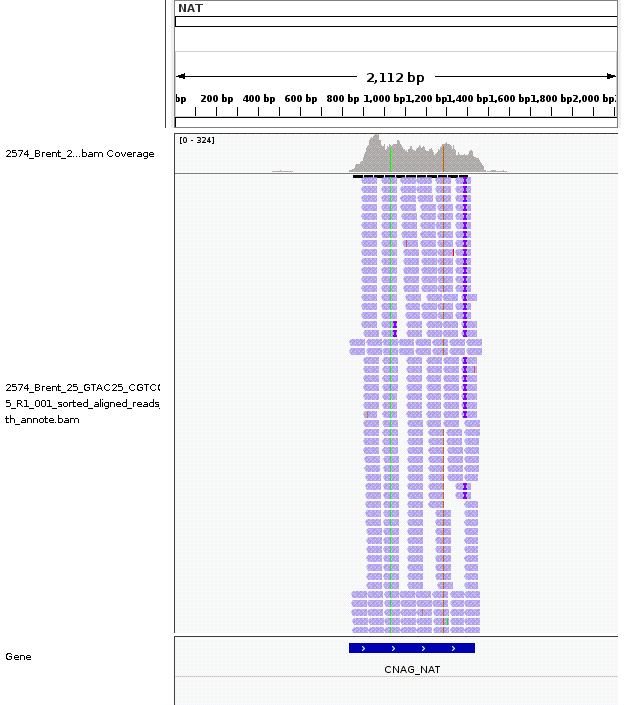 NAT
2,112 bp
bp 200 bp 400 bp 600 bp 800 bp 1,000 bp 1,200 bp 1,400 bp 1,600 bp 1,800 bp 2,000 bp
[0 - 324]
2574_Brent_2...bam Coverage
2574_Brent_25_GTAC25_CGTC
5_R1_001_sorted_aligned_reads_
th_annote.bam
Gene
CNAG_NAT